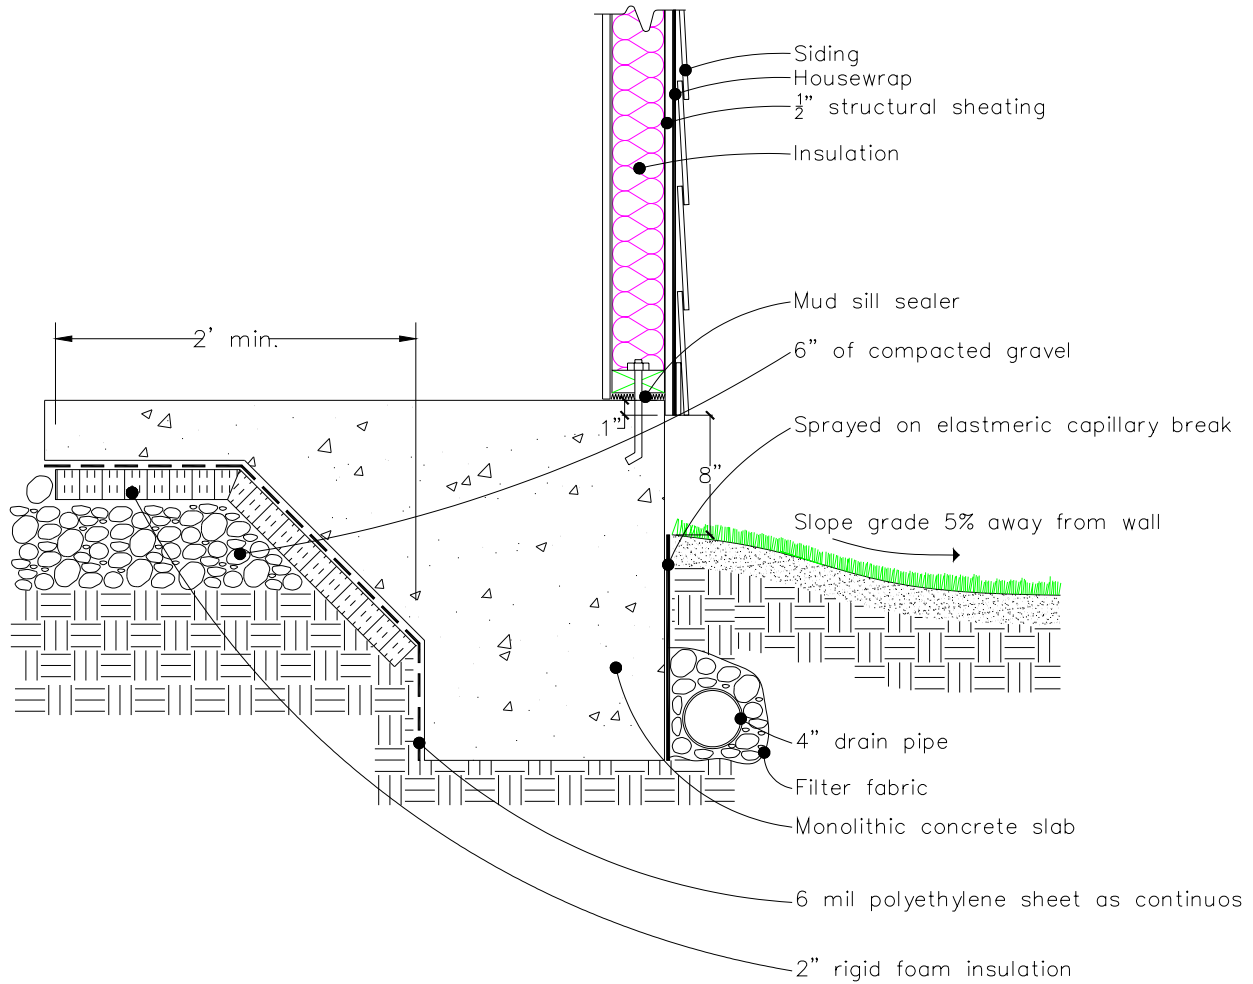 Siding
Housewrap
1/2" structural sheating
Insulation
Mud sill sealer
2' min.
6" of compacted gravel
1"
Sprayed on elastmeric capillary break
8"
Slope grade 5% away from wall
4" drain pipe
Filter fabric
Monolithic concrete slab
6 mil polyethylene sheet as continuos
2" rigid foam insulation